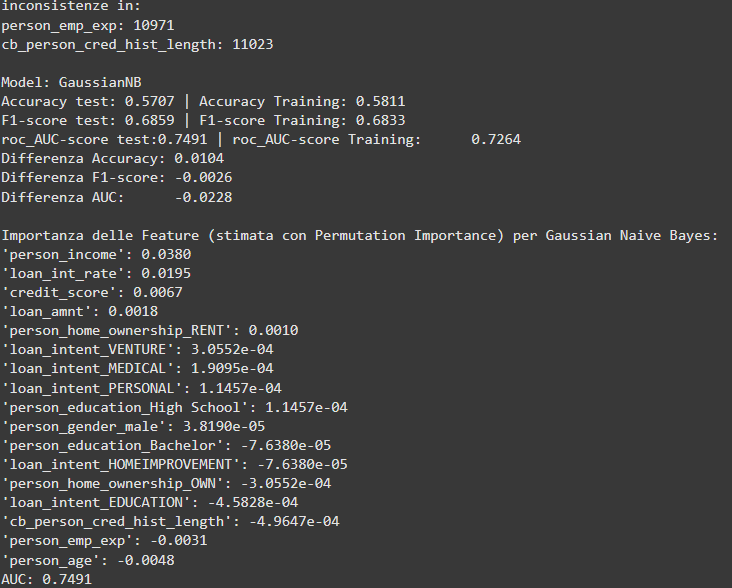 inconsistenze in:
person_emp_exp: 10971
cb_person_cred_hist_length: 11023
Model: GaussianNB
Accuracy test: 0.5707 | Accuracy Training: 0.5811
F1-score test: 0.6859 | F1-score Training: 0.6833
roc_AUC-score test:0.7491 | roc_AUC-score Training: 0.7264
Differenza Accuracy: 0.0104
Differenza F1-score: -0.0026
Differenza AUC: -0.0228
Importanza delle Feature (stimata con Permutation Importance) per Gaussian Naive Bayes:
'person_income': 0.0380
'loan_int_rate': 0.0195
'credit_score': 0.0067
'loan_amnt': 0.0018
'person_home_ownership_RENT': 0.0010
'loan_intent_VENTURE': 3.0552e-04
'loan_intent_MEDICAL': 1.9095e-04
'loan_intent_PERSONAL': 1.1457e-04
'person_education_High School': 1.1457e-04
'person_gender_male': 3.8190e-05
'person_education_Bachelor': -7.6380e-05
'loan_intent_HOMEIMPROVEMENT': -7.6380e-05
'person_home_ownership_OWN': -3.0552e-04
'loan_intent_EDUCATION': -4.5828e-04
'cb_person_cred_hist_length': -4.9647e-04
'person_emp_exp': -0.0031
'person_age': -0.0048
AUC: 0.7491